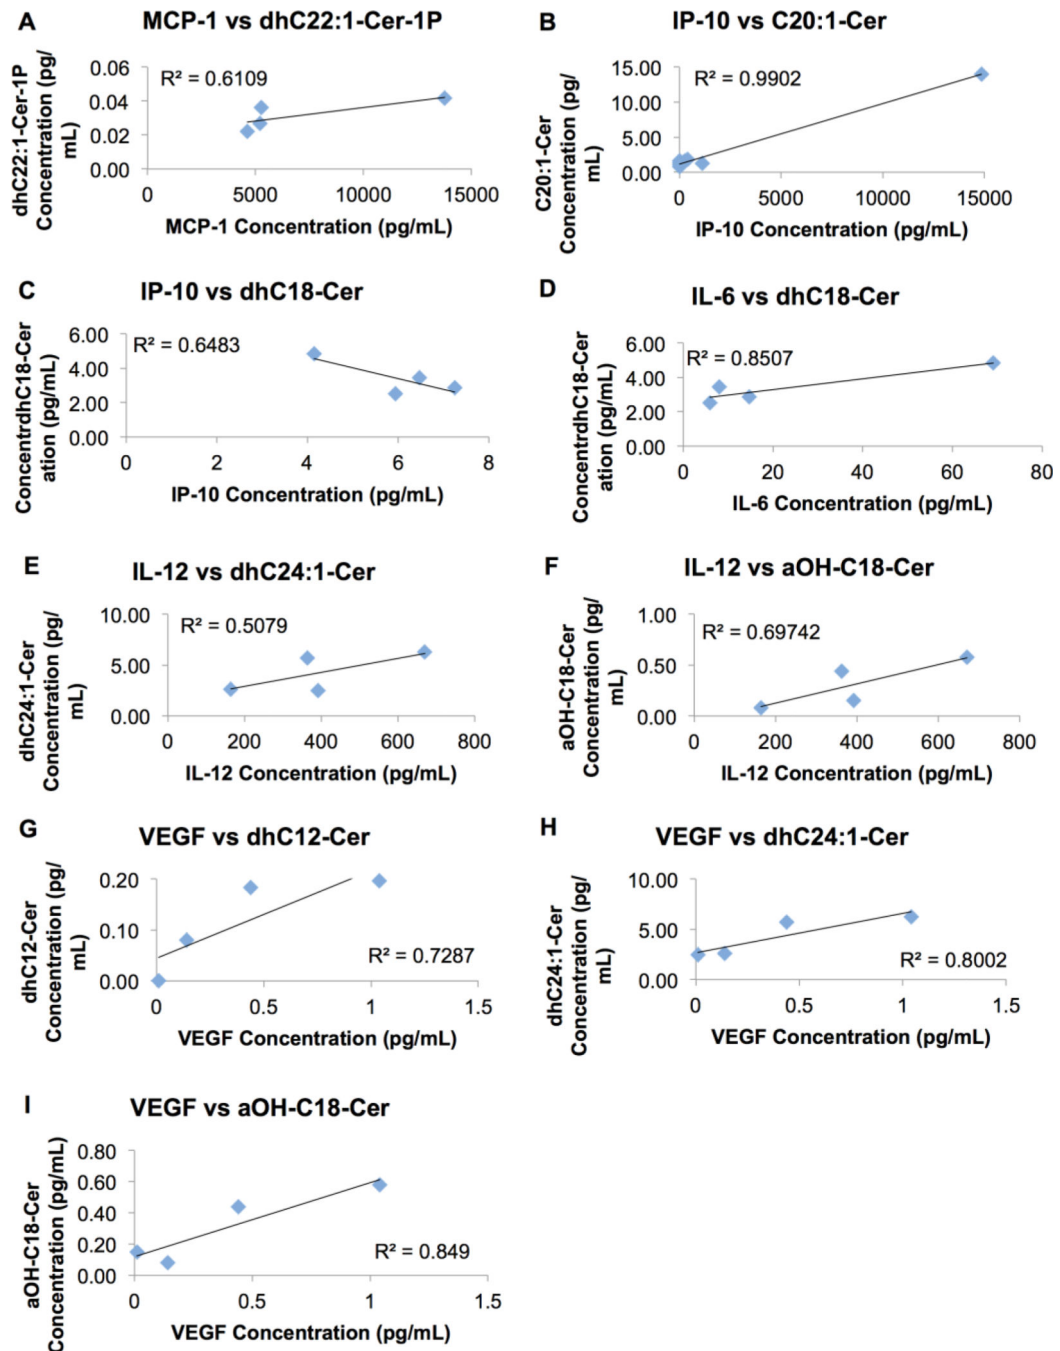 A
MCP-1 vs dhC22:1-Cer-1P
dhC22:1-Cer-1P
Concentration (pg/
mL)
0.06
0.04
0.02
0.00
R² = 0.6109
0
5000
10000
15000
MCP-1 Concentration (pg/mL)
B
IP-10 vs C20:1-Cer
C20:1-Cer
Concentration (pg/
mL)
15.00
10.00
5.00
0.00
R² = 0.9902
0
5000
10000
15000
IP-10 Concentration (pg/mL)
C
IP-10 vs dhC18-Cer
ConcentrdhC18-Cer
ation (pg/mL)
6.00
4.00
2.00
0.00
R² = 0.6483
0
2
4
6
8
IP-10 Concentration (pg/mL)
D
IL-6 vs dhC18-Cer
ConcentrdhC18-Cer
ation (pg/mL)
6.00
4.00
2.00
0.00
R² = 0.8507
0
20
40
60
80
IL-6 Concentration (pg/mL)
E
IL-12 vs dhC24:1-Cer
dhC24:1-Cer
Concentration (pg/
mL)
10.00
5.00
0.00
R² = 0.5079
0
200
400
600
800
IL-12 Concentration (pg/mL)
F
IL-12 vs aOH-C18-Cer
aOH-C18-Cer
Concentration (pg/
mL)
1.00
0.50
0.00
R² = 0.69742
0
200
400
600
800
IL-12 Concentration (pg/mL)
G
VEGF vs dhC12-Cer
dhC12-Cer
Concentration (pg/
mL)
0.20
0.10
0.00
R² = 0.7287
0
0.5
1
1.5
VEGF Concentration (pg/mL)
H
VEGF vs dhC24:1-Cer
dhC24:1-Cer
Concentration (pg/
mL)
10.00
5.00
0.00
R² = 0.8002
0
0.5
1
1.5
VEGF Concentration (pg/mL)
I
VEGF vs aOH-C18-Cer
aOH-C18-Cer
Concentration (pg/mL)
0.80
0.60
0.40
0.20
0.00
R² = 0.849
0
0.5
1
1.5
VEGF Concentration (pg/mL)